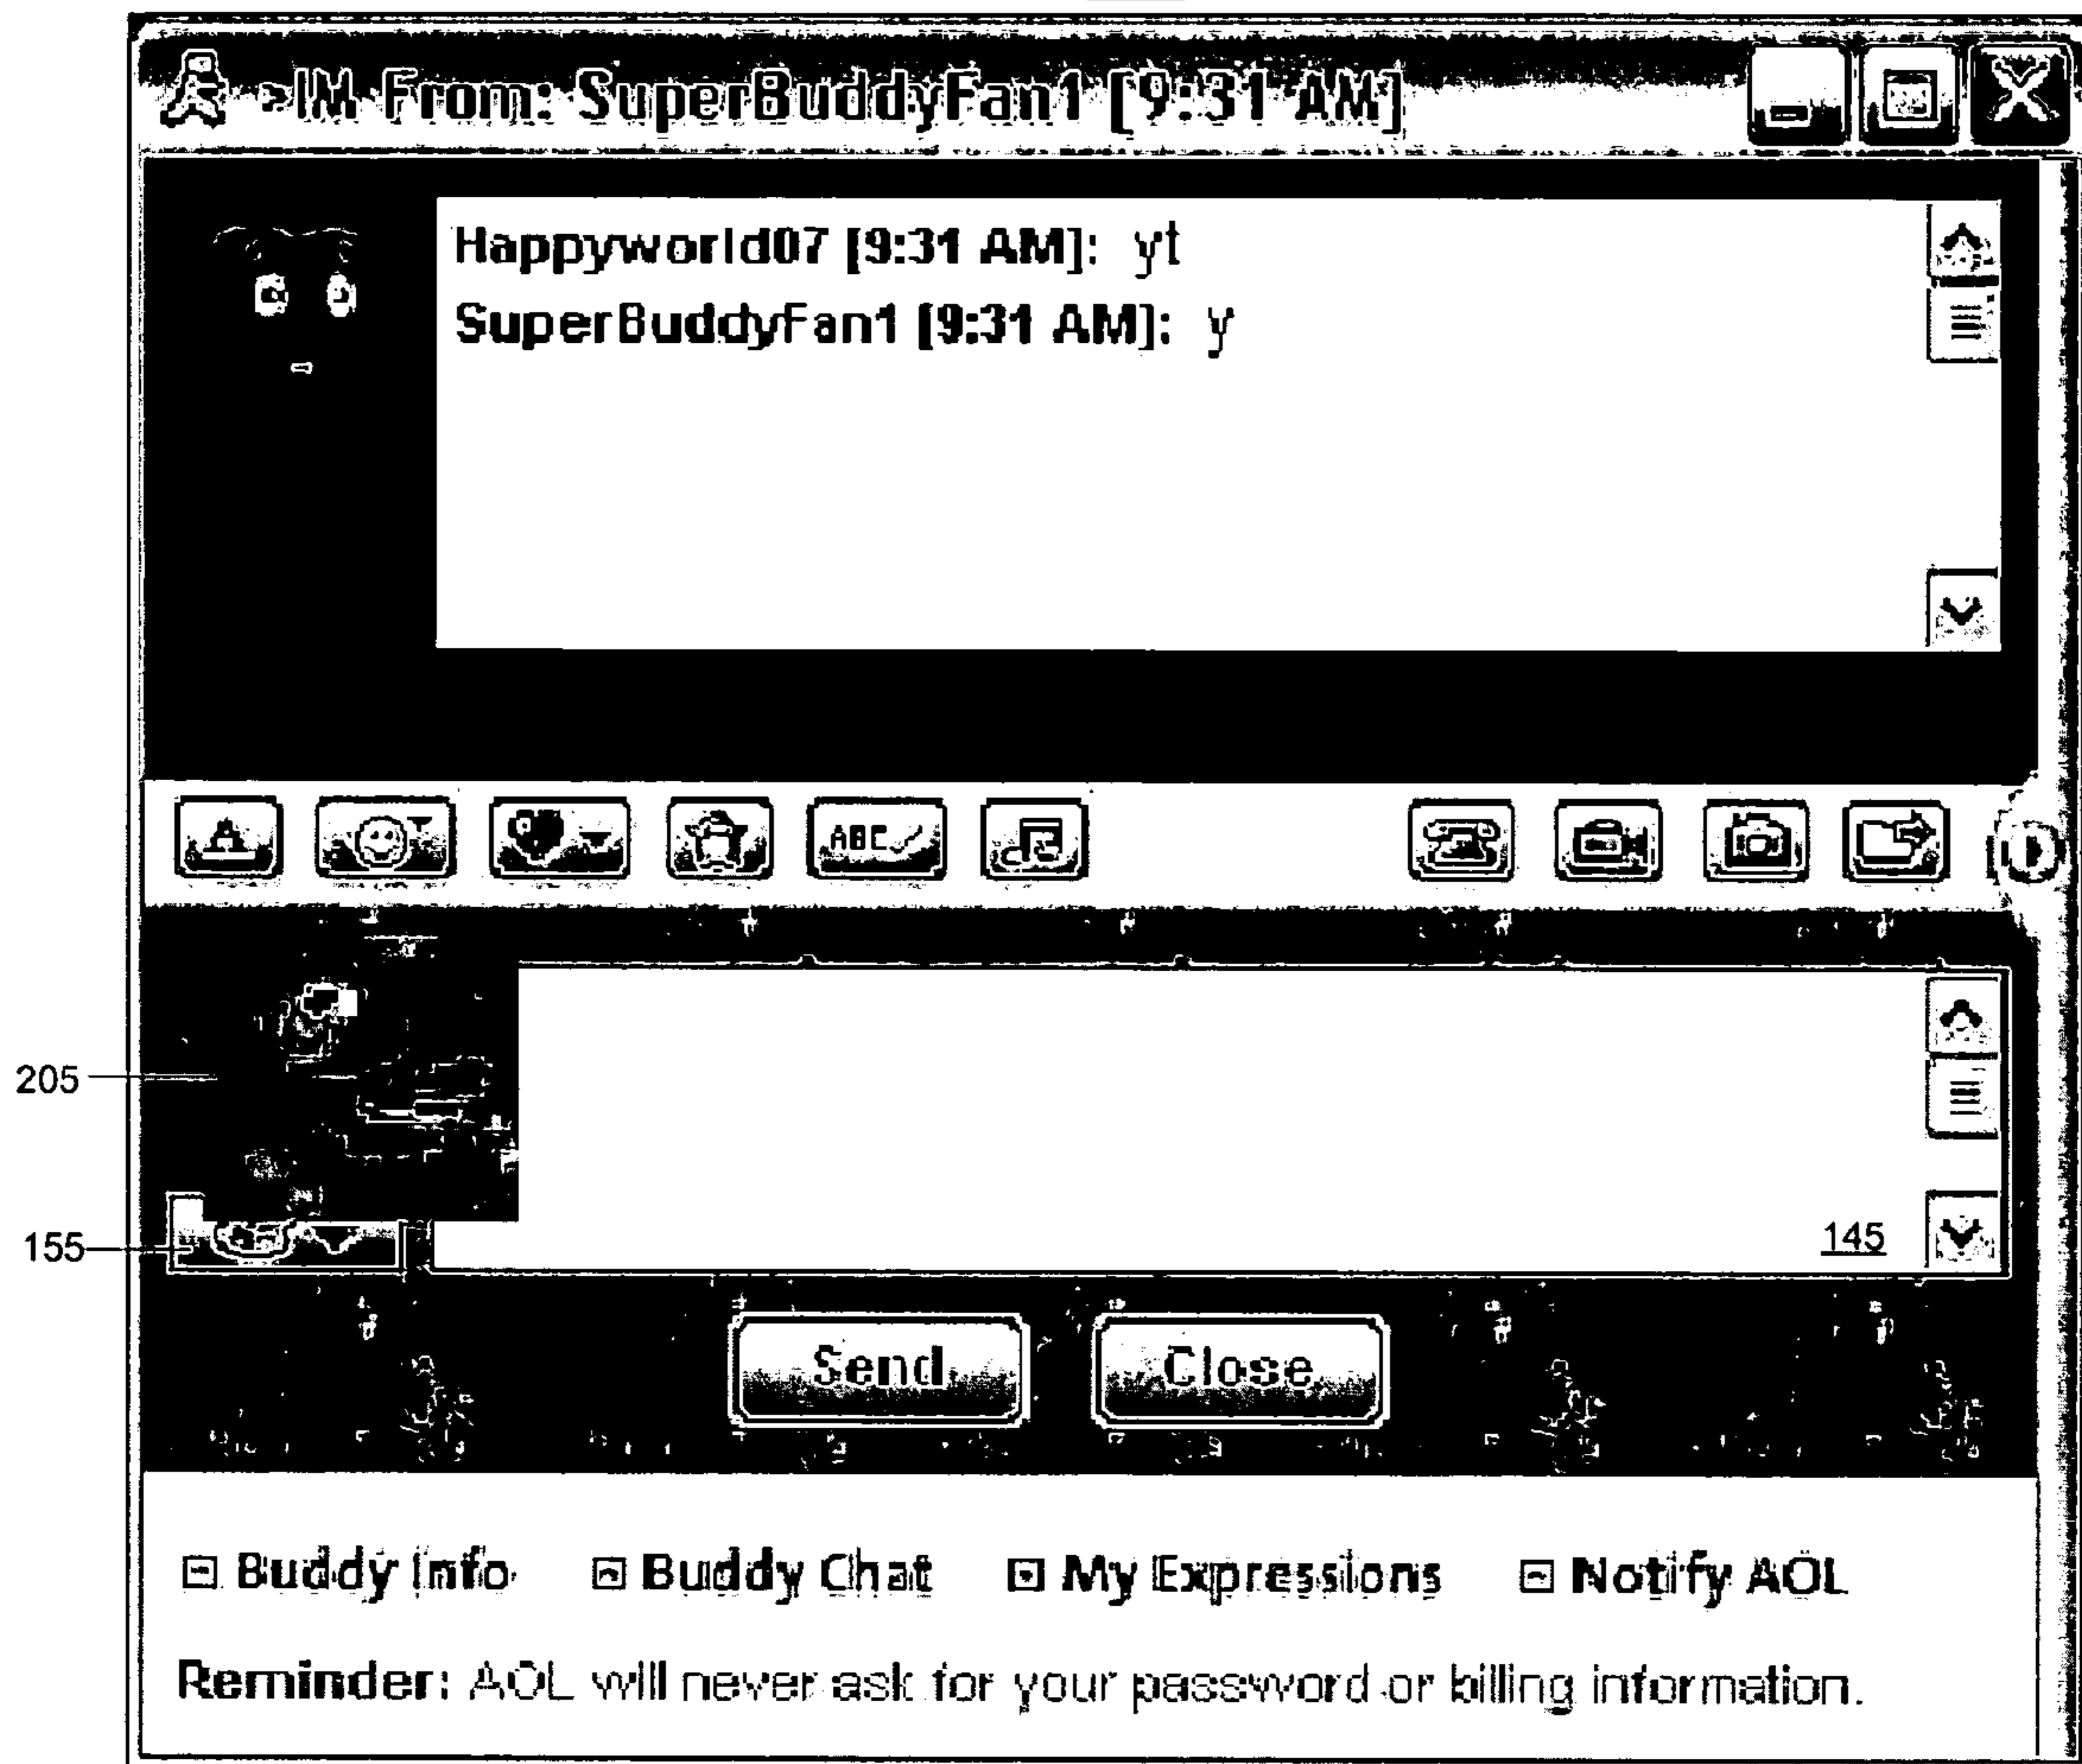 >IM From: SuperBuddyFan1 [9:31 AM]
Happyworld07 [9:31 AM]: yt
SuperBuddyFan1 [9:31 AM]: y
ABC
205
155
145
Send Close
Buddy Info Buddy Chat My Expressions Notify AOL
Reminder: AOL will never ask for your password or billing information.